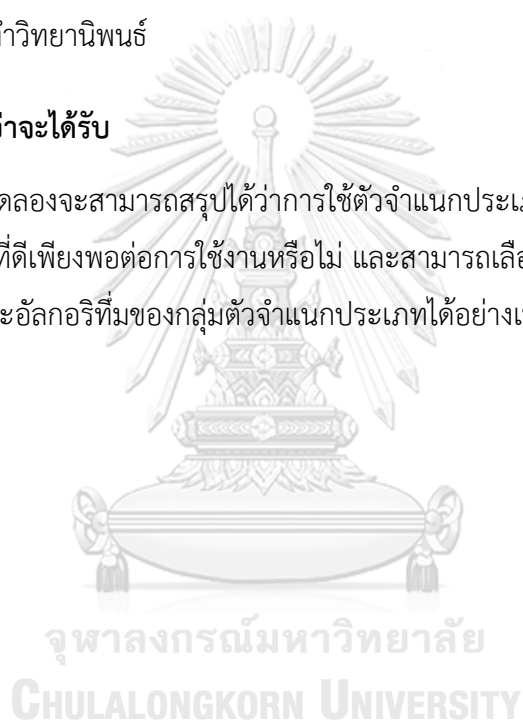 ทำวิทยานิพนธ์
ว่าจะได้รับ
ดลองจะสามารถสรุปได้ว่าการใช้ตัวจำแนกประเภ
ที่ดีเพียงพอต่อการใช้งานหรือไม่ และสามารถเลือ
ะอัลกอริทึ่มของกลุ่มตัวจำแนกประเภทได้อย่างเ
จุฬาลงกรณ์มหาวิทยาลัย
CHULALONGKORN UNIVERSITY